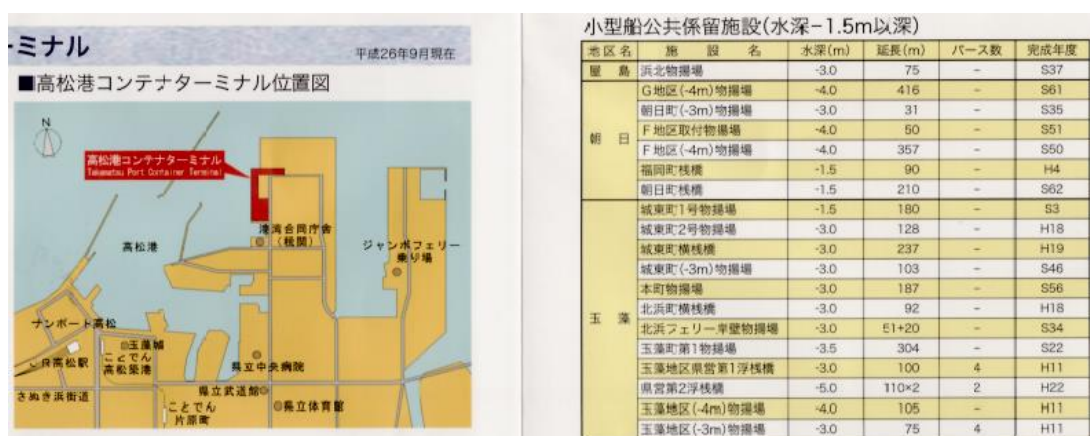 ーミナル
平成26年9月現在
■高松港コンテナターミナル位置図
N
高松港コンテナターミナル
Takamatsu Port Container Terminal
港湾合同庁舎
(税関)
高松港
ジャンボフェリー
乗り場
サンポート高松
玉藻城
JR高松駅
ことでん
高松築港
県立中央病院
さぬき浜街道
県立武道館
ことでん
片原町
県立体育館
小型船公共係留施設(水深-1.5m以深)
地区名 施設名 水深(m) 延長(m) バース数 完成年度
屋島 浜北物揚場 -3.0 75 - S37
朝日 G地区(-4m)物揚場 -4.0 416 - S61
朝日町(-3m)物揚場 -3.0 31 - S35
F地区取付物揚場 -4.0 50 - S51
F地区(-4m)物揚場 -4.0 357 - S50
福岡町桟橋 -1.5 90 - H4
朝日町桟橋 -1.5 210 - S62
玉藻 城東町1号物揚場 -1.5 180 - S3
城東町2号物揚場 -3.0 128 - H18
城東町横桟橋 -3.0 237 - H19
城東町(-3m)物揚場 -3.0 103 - S46
本町物揚場 -3.0 187 - S56
北浜町横桟橋 -3.0 92 - H18
北浜フェリー岸壁物揚場 -3.0 51+20 - S34
玉藻町第1物揚場 -3.5 304 - S22
玉藻地区県営第1浮桟橋 -3.0 100 4 H11
県営第2浮桟橋 -5.0 110×2 2 H22
玉藻地区(-4m)物揚場 -4.0 105 - H11
玉藻地区(-3m)物揚場 -3.0 75 4 H11